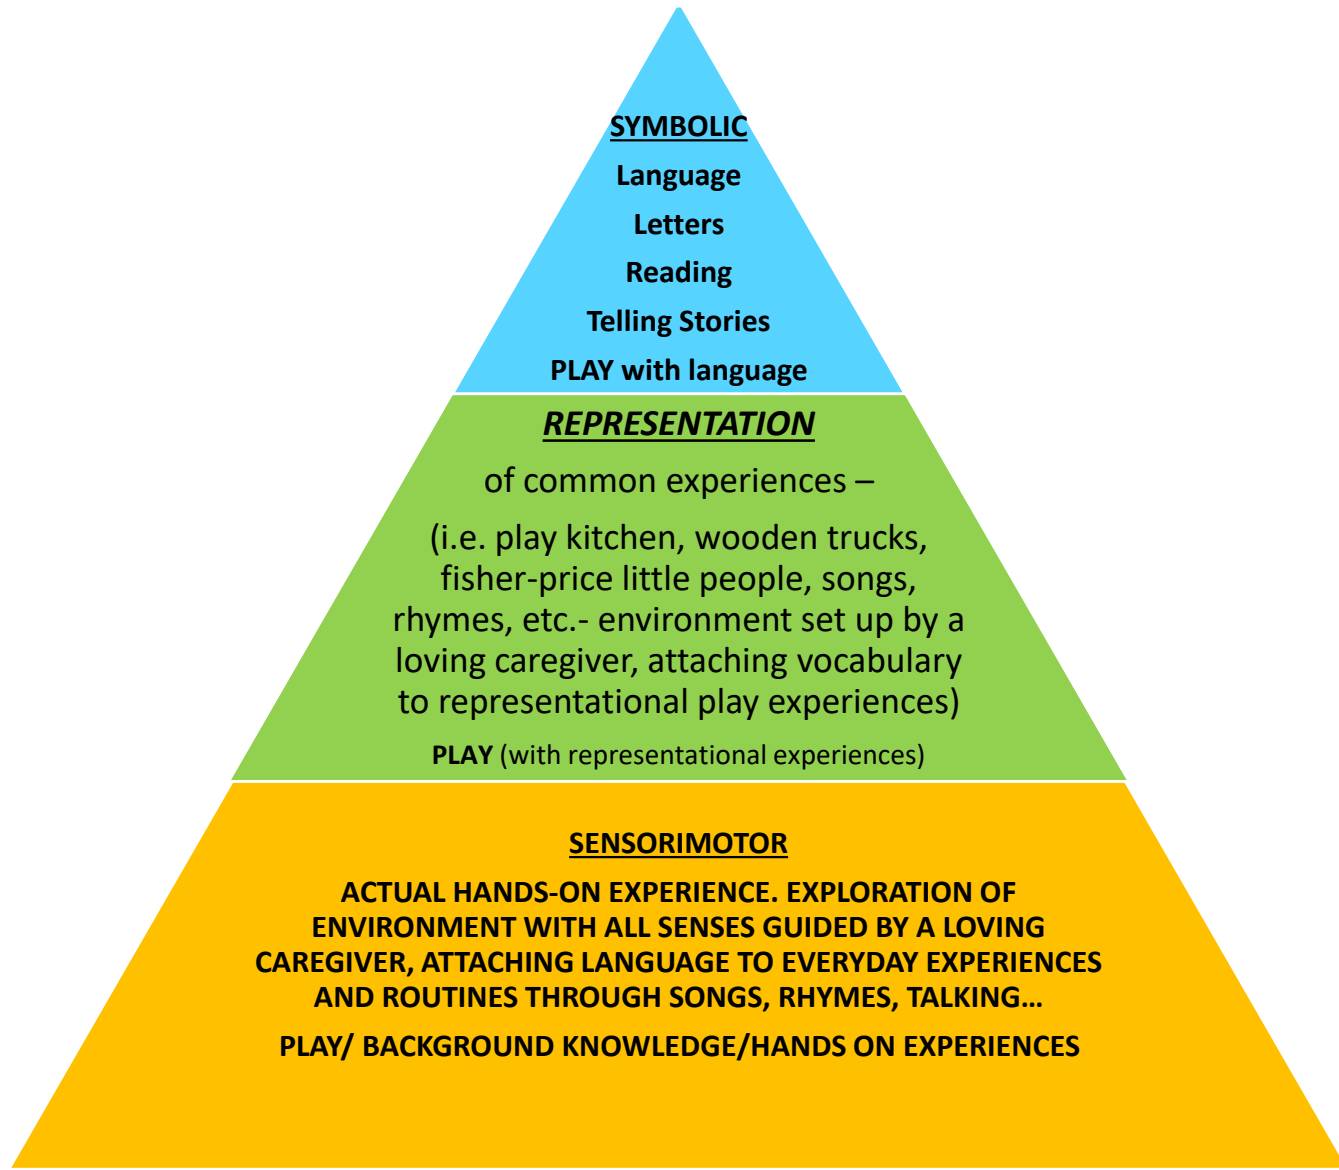 SYMBOLIC
Language
Letters
Reading
Telling Stories
PLAY with language
REPRESENTATION
of common experiences –
(i.e. play kitchen, wooden trucks,
fisher-price little people, songs,
rhymes, etc.- environment set up by a
loving caregiver, attaching vocabulary
to representational play experiences)
PLAY (with representational experiences)
SENSORIMOTOR
ACTUAL HANDS-ON EXPERIENCE. EXPLORATION OF
ENVIRONMENT WITH ALL SENSES GUIDED BY A LOVING
CAREGIVER, ATTACHING LANGUAGE TO EVERYDAY EXPERIENCES
AND ROUTINES THROUGH SONGS, RHYMES, TALKING…
PLAY/ BACKGROUND KNOWLEDGE/HANDS ON EXPERIENCES